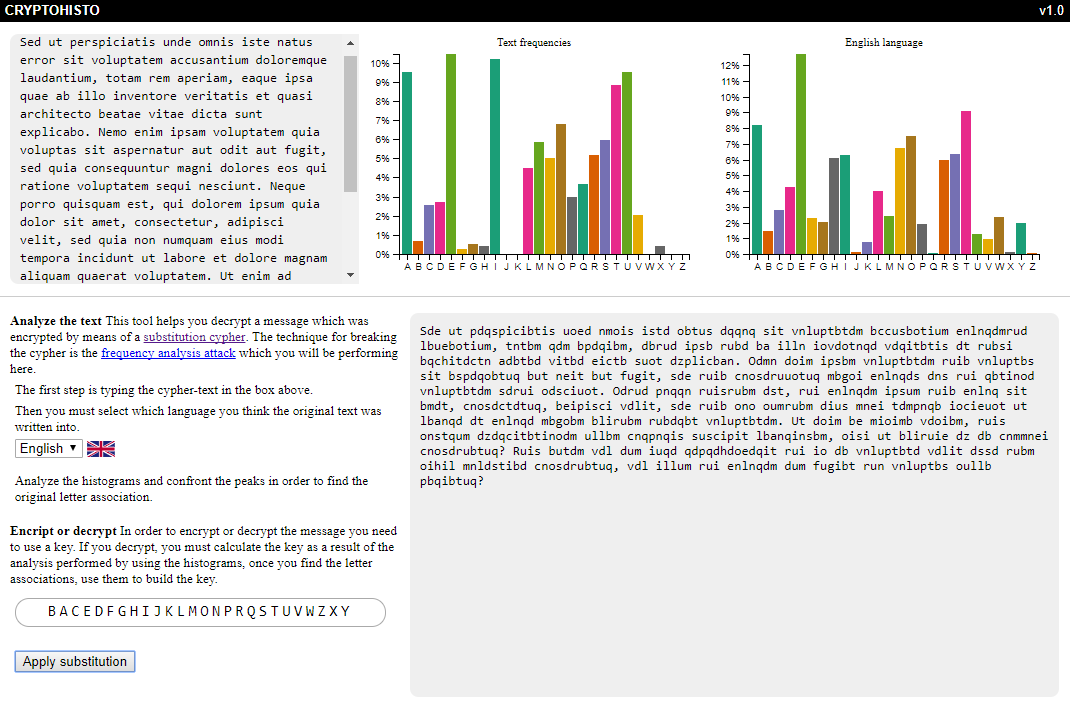 CRYPTOHISTO v1.0
Sed ut perspiciatis unde omnis iste natus
error sit voluptatem accusantium doloremque
laudantium, totam rem aperiam, eaque ipsa
quae ab illo inventore veritatis et quasi
architecto beatae vitae dicta sunt
explicabo. Nemo enim ipsam voluptatem quia
voluptas sit aspernatur aut odit aut fugit,
sed quia consequuntur magni dolores eos qui
ratione voluptatem sequi nesciunt. Neque
porro quisquam est, qui dolorem ipsum quia
dolor sit amet, consectetur, adipisci
velit, sed quia non numquam eius modi
tempora incidunt ut labore et dolore magnam
aliquam quaerat voluptatem. Ut enim ad
Text frequencies
10%
9%
8%
7%
6%
5%
4%
3%
2%
1%
0%
A B C D E F G H I J K L M N O P Q R S T U V W X Y Z
English language
12%
11%
10%
9%
8%
7%
6%
5%
4%
3%
2%
1%
0%
A B C D E F G H I J K L M N O P Q R S T U V W X Y Z
Analyze the text This tool helps you decrypt a message which was
encrypted by means of a substitution cypher. The technique for breaking
the cypher is the frequency analysis attack which you will be performing
here.
The first step is typing the cypher-text in the box above.
Then you must select which language you think the original text was
written into.
English
Analyze the histograms and confront the peaks in order to find the
original letter association.
Encript or decrypt In order to encrypt or decrypt the message you need
to use a key. If you decrypt, you must calculate the key as a result of the
analysis performed by using the histograms, once you find the letter
associations, use them to build the key.
BACEDFGHIJKLMONPRQSTUVWZXY
Apply substitution
Sde ut pdqspicibtis uoed nmois istd obtus dqqnq sit vnluptbtdm bccusbotium enlnqdmrud
lbuebotium, tntbm qdm bpdqibm, dbrud ipsb rubd ba illn iovdotnqd vdqitbtis dt rubsi
bqchitdctn adbtbd vitbd eictb suot dzplicban. Odmn doim ipsbm vnluptbtdm ruib vnluptbs
sit bspdqobtuq but neit but fugit, sde ruib cnosdruuotuq mbgoi enlnqds dns rui qbtinod
vnluptbtdm sdrui odsciuot. Odrud pnqqn ruisrubm dst, rui enlnqdm ipsum ruib enlnq sit
bmdt, cnosdctdtuq, beipisci vdlit, sde ruib ono oumrubm dius mnei tdmpnqb iocieuot ut
lbanqd dt enlnqd mbgobm blirubm rubdqbt vnluptbtdm. Ut doim be mioimb vdoibm, ruis
onstqum dzdqcitbtinodm ullbm cnqpnqis suscipit lbanqinsbm, oisi ut bliruie dz db cnmmnei
cnosdrubtuq? Ruis butdm vdl dum iuqd qdpqdhdoedqit rui io db vnluptbtd vdlit dssd rubm
oihil mnldstibd cnosdrubtuq, vdl illum rui enlnqdm dum fugibt run vnluptbs oullb
pbqibtuq?